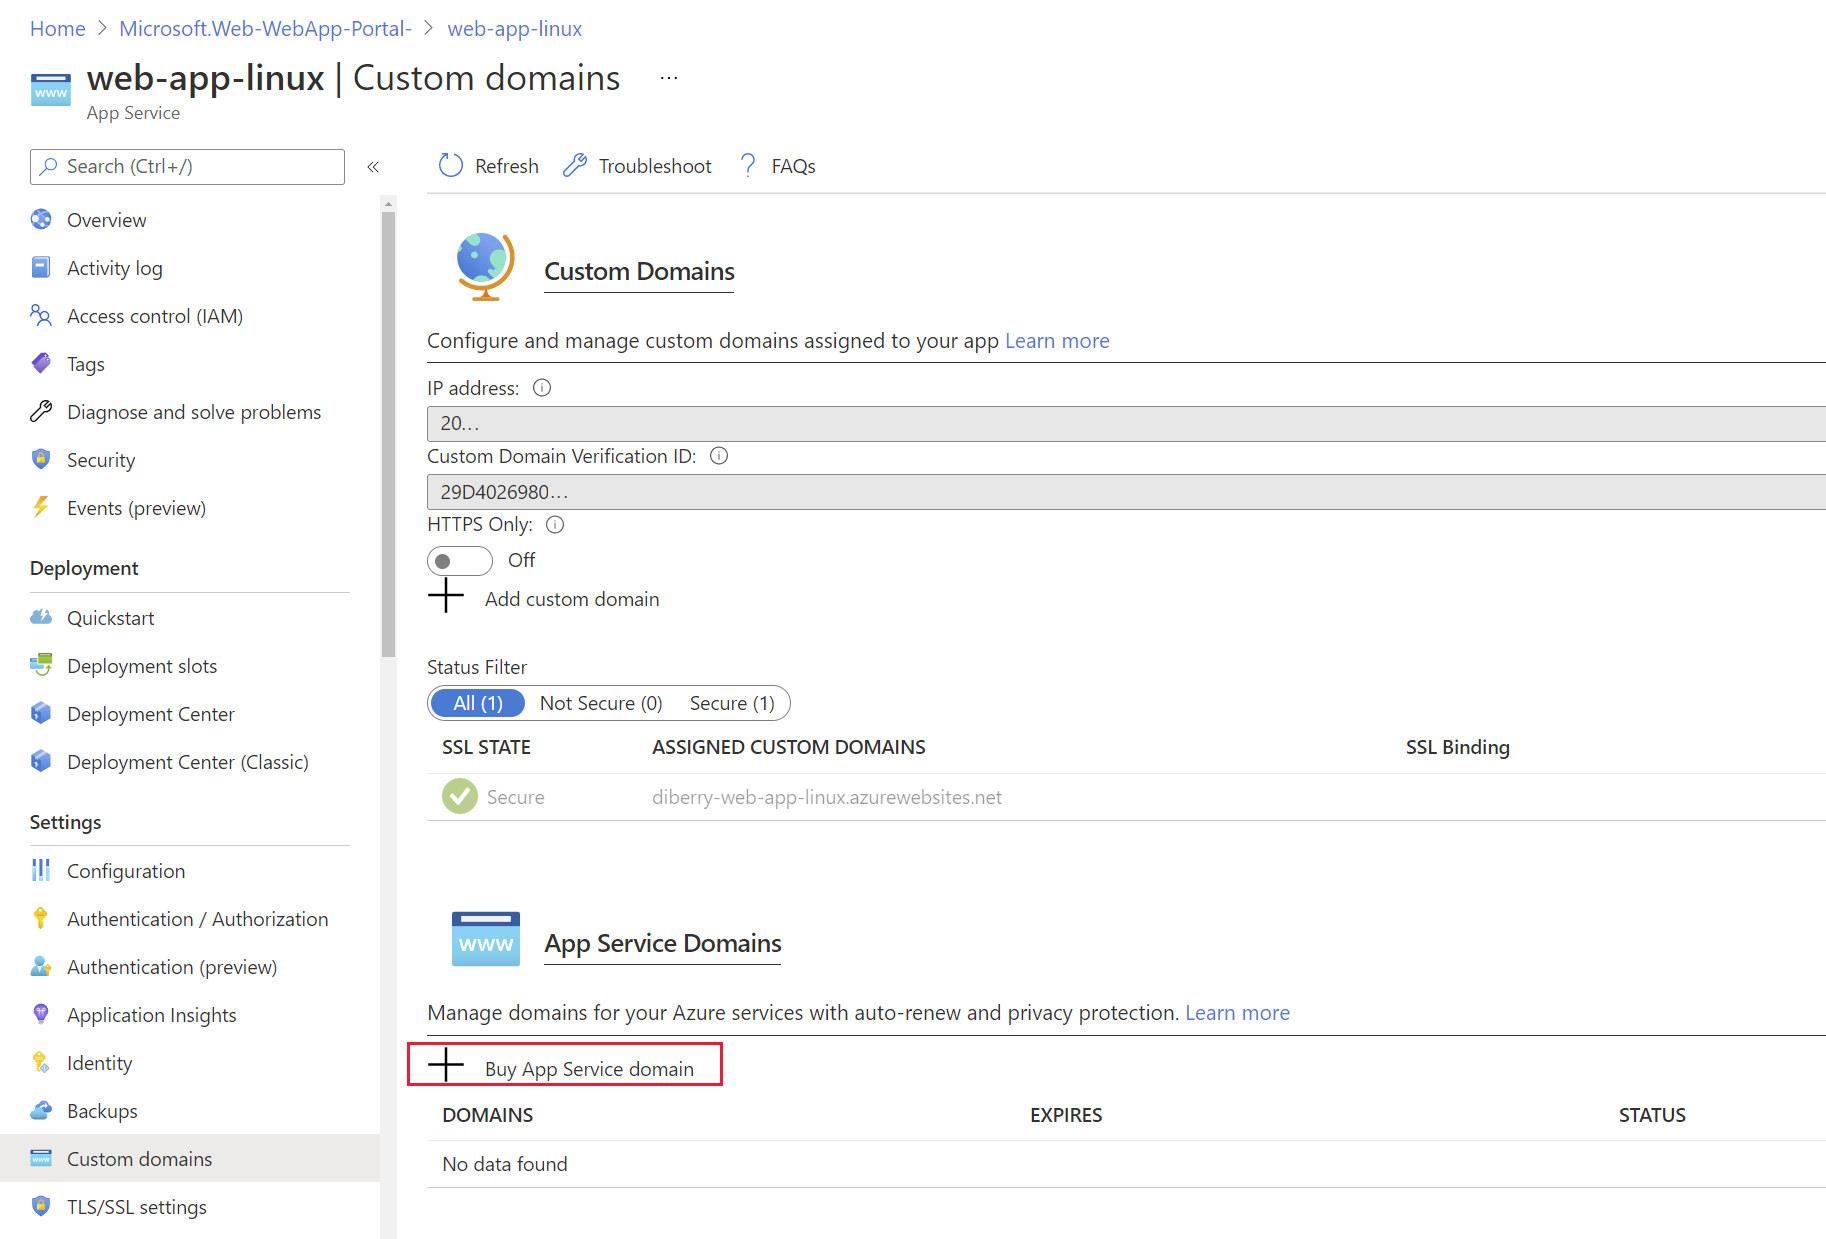 Home > Microsoft.Web-WebApp-Portal- > web-app-linux
www
web-app-linux | Custom domains ...
App Service
Search (Ctrl+/) «
Refresh Troubleshoot ? FAQs
Overview
Activity log
Access control (IAM)
Tags
Diagnose and solve problems
Security
Events (preview)
Deployment
Quickstart
Deployment slots
Deployment Center
Deployment Center (Classic)
Settings
Configuration
Authentication / Authorization
Authentication (preview)
Application Insights
Identity
Backups
www Custom domains
TLS/SSL settings
Custom Domains
Configure and manage custom domains assigned to your app Learn more
IP address:
20...
Custom Domain Verification ID:
29D4026980...
HTTPS Only:
Off
Add custom domain
Status Filter
All (1) Not Secure (0) Secure (1)
SSL STATE ASSIGNED CUSTOM DOMAINS SSL Binding
Secure diberry-web-app-linux.azurewebsites.net
www App Service Domains
Manage domains for your Azure services with auto-renew and privacy protection. Learn more
Buy App Service domain
DOMAINS EXPIRES STATUS
No data found